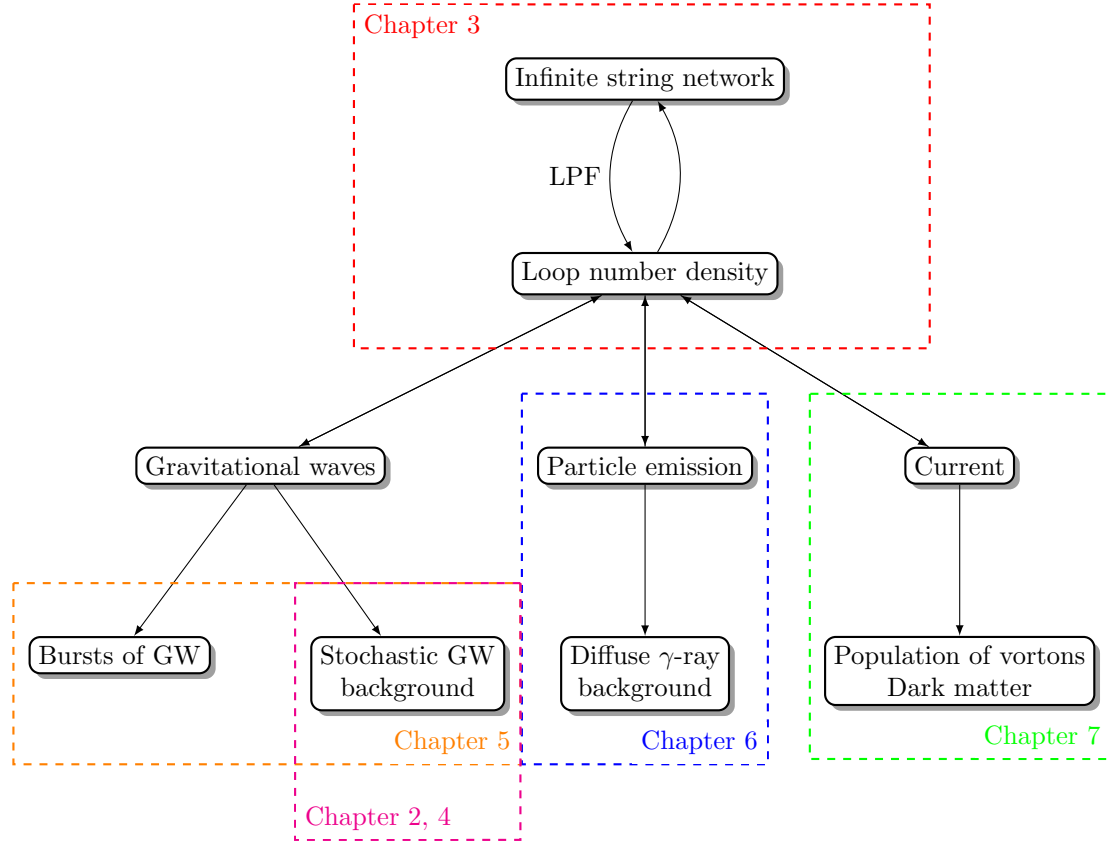 Chapter 3
Infinite string network
LPF
Loop number density
Gravitational waves
Particle emission
Current
Bursts of GW
Stochastic GW
background
Diffuse γ-ray
background
Population of vortons
Dark matter
Chapter 5
Chapter 6
Chapter 7
Chapter 2, 4